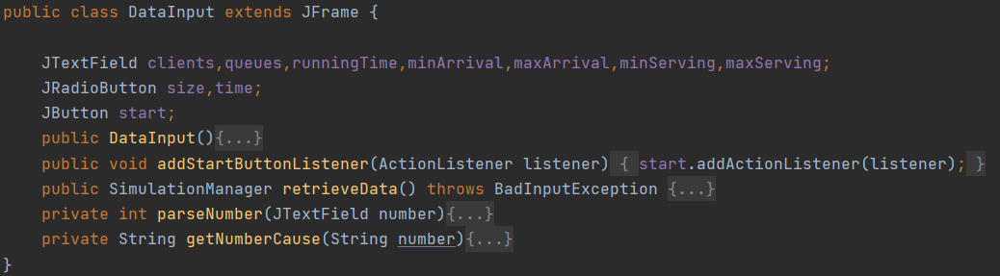 public class DataInput extends JFrame {
JTextField clients,queues,runningTime,minArrival,maxArrival,minServing,maxServing;
JRadioButton size,time;
JButton start;
public DataInput(){...}
public void addStartButtonListener(ActionListener listener) { start.addActionListener(listener); }
public SimulationManager retrieveData() throws BadInputException {...}
private int parseNumber(JTextField number){...}
private String getNumberCause(String number){...}
}